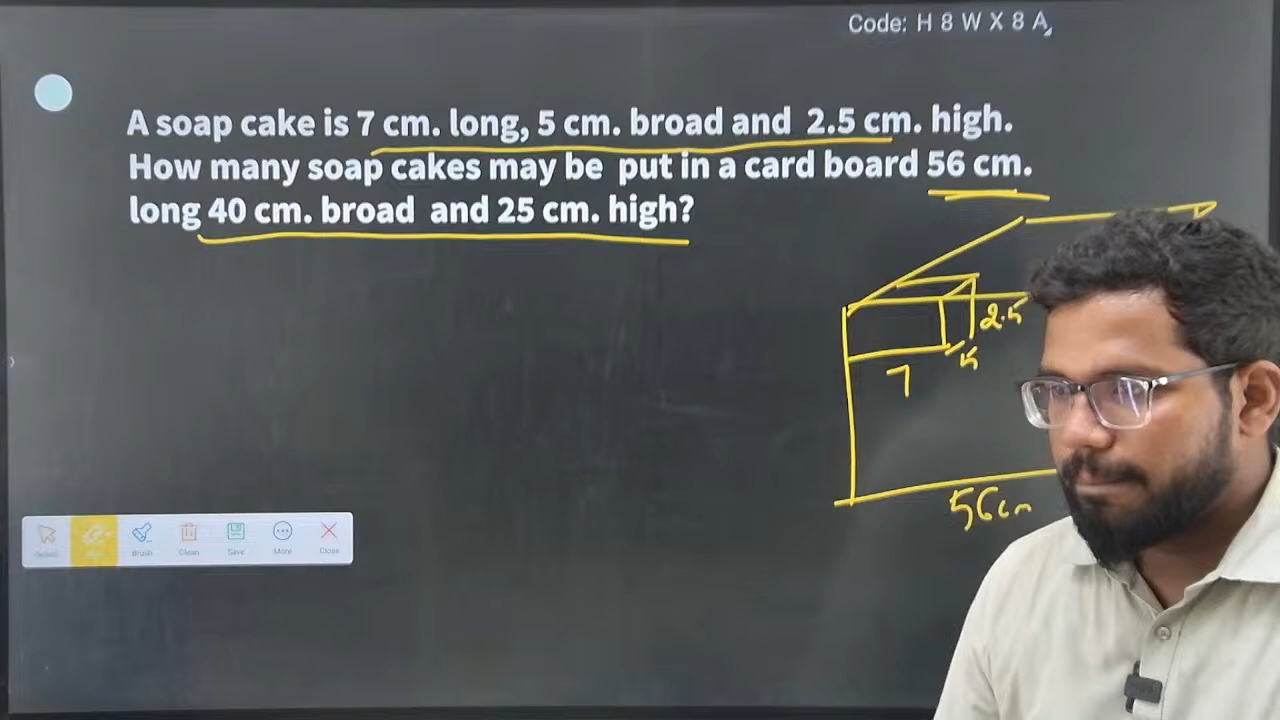 Code: H 8 W X 8 A
A soap cake is 7 cm. long, 5 cm. broad and 2.5 cm. high.
How many soap cakes may be put in a card board 56 cm.
long 40 cm. broad and 25 cm. high?
2.5
5
7
56cm
Select
Brush
Clean
Save
More
Close